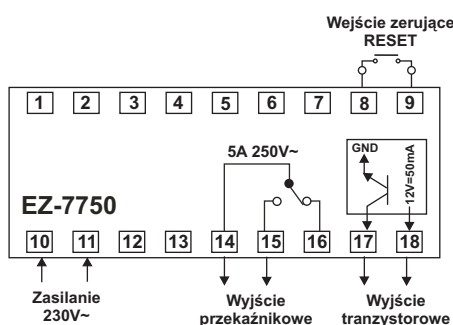 Wejście zerujące
RESET
1 2 3 4 5 6 7 8 9
5A 250V~
GND
12V=50mA
EZ-7750
10 11 12 13 14 15 16 17 18
Zasilanie
230V~
Wyjście
przekaźnikowe
Wyjście
tranzystorowe